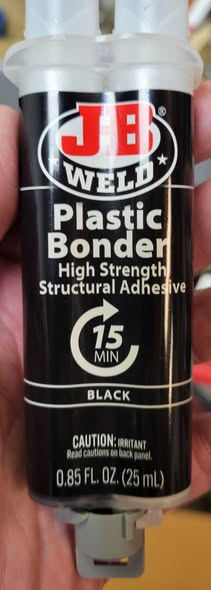 J-B®
WELD
Plastic
Bonder
High Strength
Structural Adhesive
15
MIN
BLACK
CAUTION: IRRITANT
Read cautions on back panel.
0.85 FL. OZ. (25 mL)